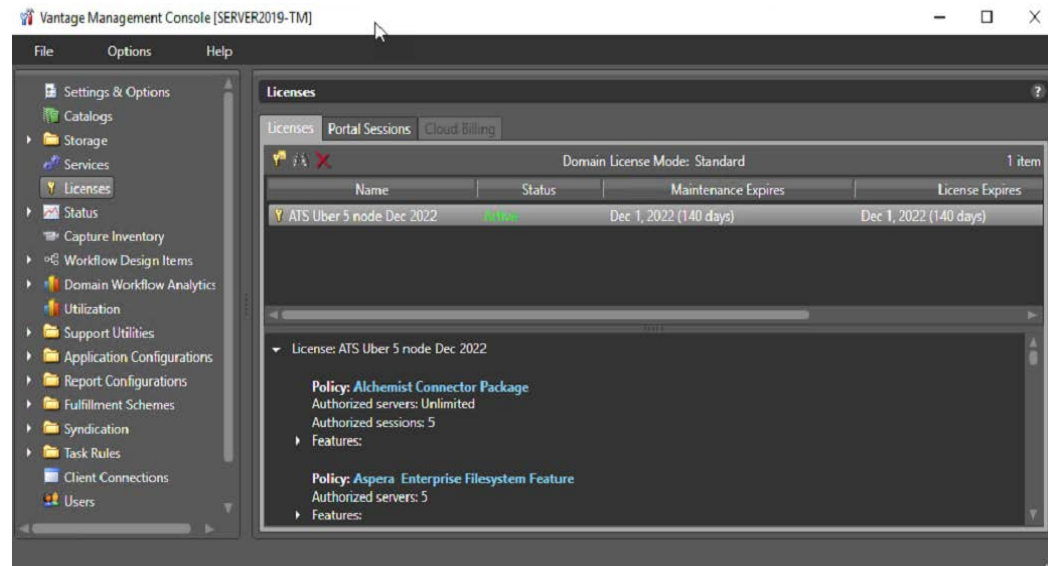 Vantage Management Console [SERVER2019-TM]
File Options Help
Settings & Options
Catalogs
Storage
Services
Licenses
Status
Capture Inventory
Workflow Design Items
Domain Workflow Analytics
Utilization
Support Utilities
Application Configurations
Report Configurations
Fulfillment Schemes
Syndication
Task Rules
Client Connections
Users
Licenses ?
Licenses Portal Sessions Cloud Billing
Domain License Mode: Standard 1 item
Name Status Maintenance Expires License Expires
ATS Uber 5 node Dec 2022 Active Dec 1, 2022 (140 days) Dec 1, 2022 (140 days)
License: ATS Uber 5 node Dec 2022
Policy: Alchemist Connector Package
Authorized servers: Unlimited
Authorized sessions: 5
Features:
Policy: Aspera Enterprise Filesystem Feature
Authorized servers: 5
Features: